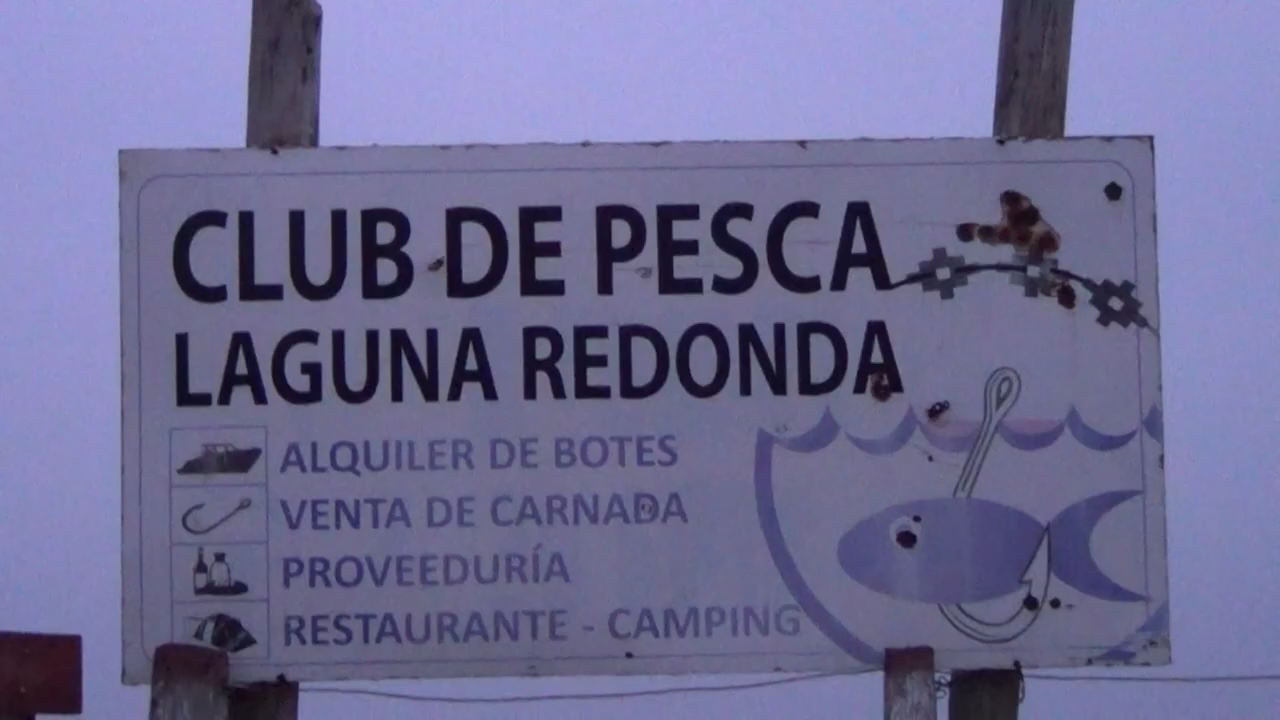 CLUB DE PESCA
LAGUNA REDONDA
ALQUILER DE BOTES
VENTA DE CARNADA
PROVEEDURÍA
RESTAURANTE - CAMPING